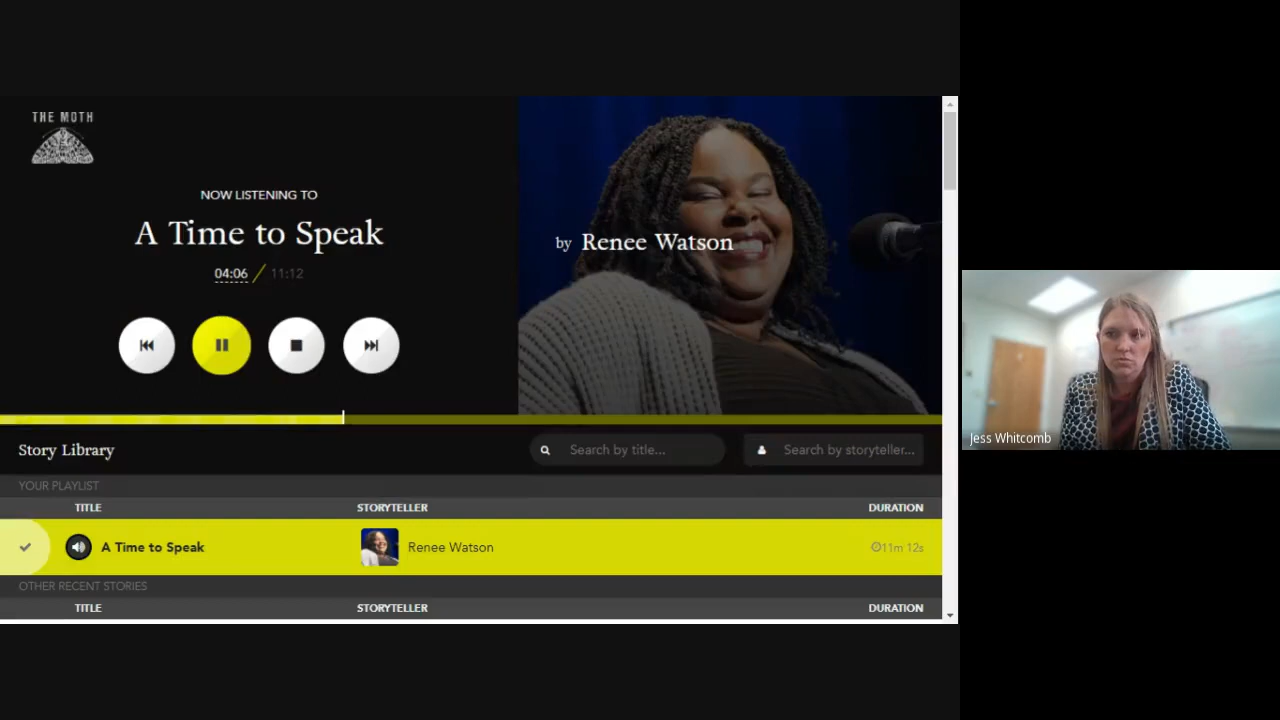 THE MOTH
NOW LISTENING TO
A Time to Speak
04:06 / 11:12
by Renee Watson
Story Library
Search by title...
Search by storyteller...
YOUR PLAYLIST
TITLE STORYTELLER DURATION
A Time to Speak Renee Watson 11m 12s
OTHER RECENT STORIES
TITLE STORYTELLER DURATION
Jess Whitcomb